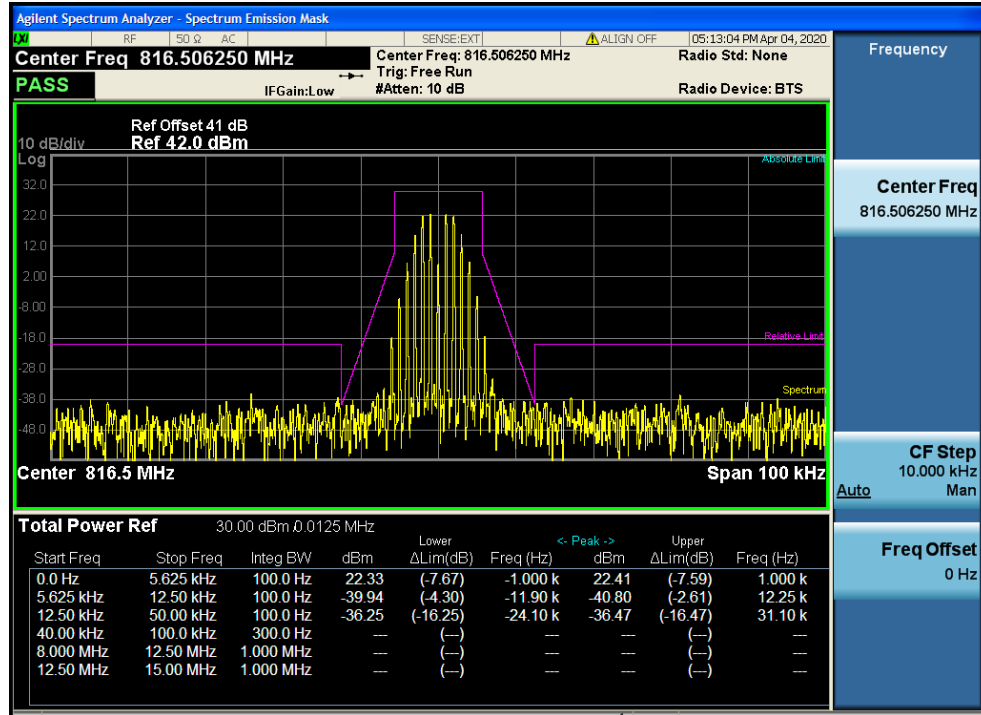 Agilent Spectrum Analyzer - Spectrum Emission Mask
LXI RF 50 Ω AC SENSE:EXT ALIGN OFF 05:13:04 PM Apr 04, 2020
Center Freq 816.506250 MHz
PASS
IFGain:Low
Center Freq: 816.506250 MHz
Trig: Free Run
#Atten: 10 dB
Radio Std: None
Radio Device: BTS
Ref Offset 41 dB
10 dB/div Ref 42.0 dBm
Log
Absolute Limit
32.0
22.0
12.0
2.00
-8.00
-18.0
Relative Limit
-28.0
Spectrum
-38.0
-48.0
Center 816.5 MHz Span 100 kHz
Total Power Ref 30.00 dBm / 0.0125 MHz
Lower <- Peak -> Upper
Start Freq Stop Freq Integ BW dBm ΔLim(dB) Freq (Hz) dBm ΔLim(dB) Freq (Hz)
0.0 Hz 5.625 kHz 100.0 Hz 22.33 (-7.67) -1.000 k 22.41 (-7.59) 1.000 k
5.625 kHz 12.50 kHz 100.0 Hz -39.94 (-4.30) -11.90 k -40.80 (-2.61) 12.25 k
12.50 kHz 50.00 kHz 100.0 Hz -36.25 (-16.25) -24.10 k -36.47 (-16.47) 31.10 k
40.00 kHz 100.0 kHz 300.0 Hz --- (---) --- --- (---) ---
8.000 MHz 12.50 MHz 1.000 MHz --- (---) --- --- (---) ---
12.50 MHz 15.00 MHz 1.000 MHz --- (---) --- --- (---) ---
Frequency
Center Freq
816.506250 MHz
CF Step
10.000 kHz
Auto Man
Freq Offset
0 Hz